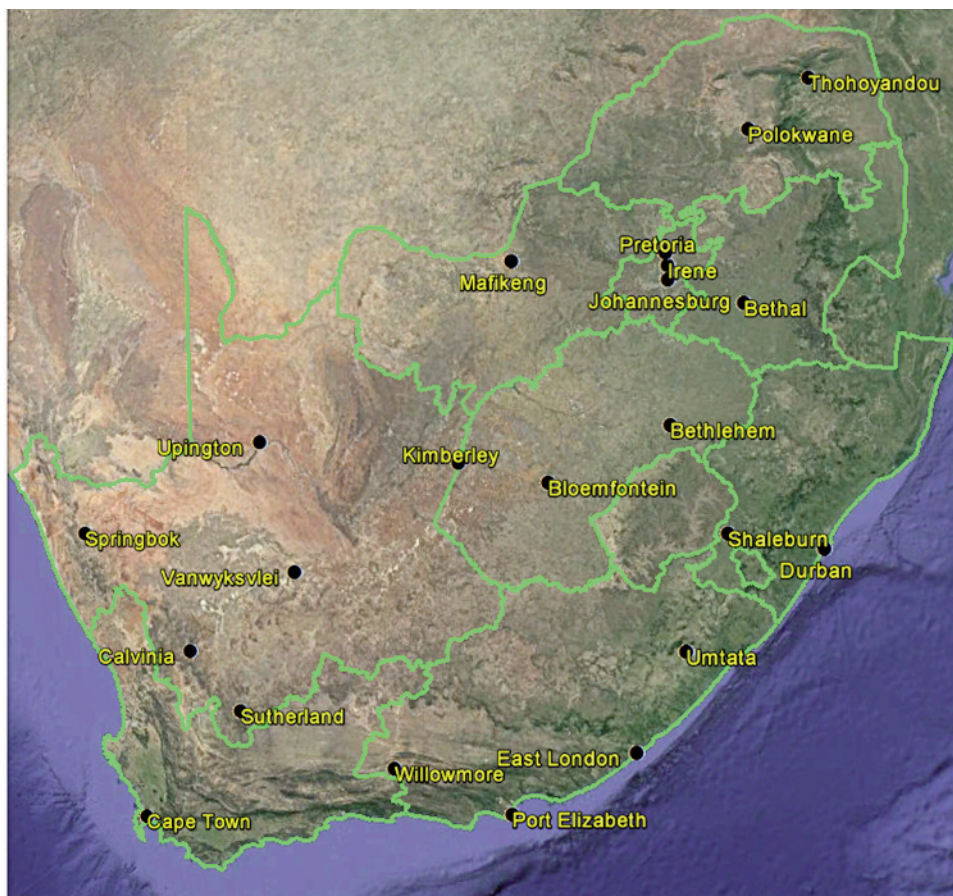 Thohoyandou
Polokwane
Pretoria
Irene
Mafikeng
Johannesburg
Bethal
Bethlehem
Upington
Kimberley
Bloemfontein
Springbok
Shaleburn
Vanwyksvlei
Durban
Calvinia
Umtata
Sutherland
East London
Willowmore
Cape Town
Port Elizabeth